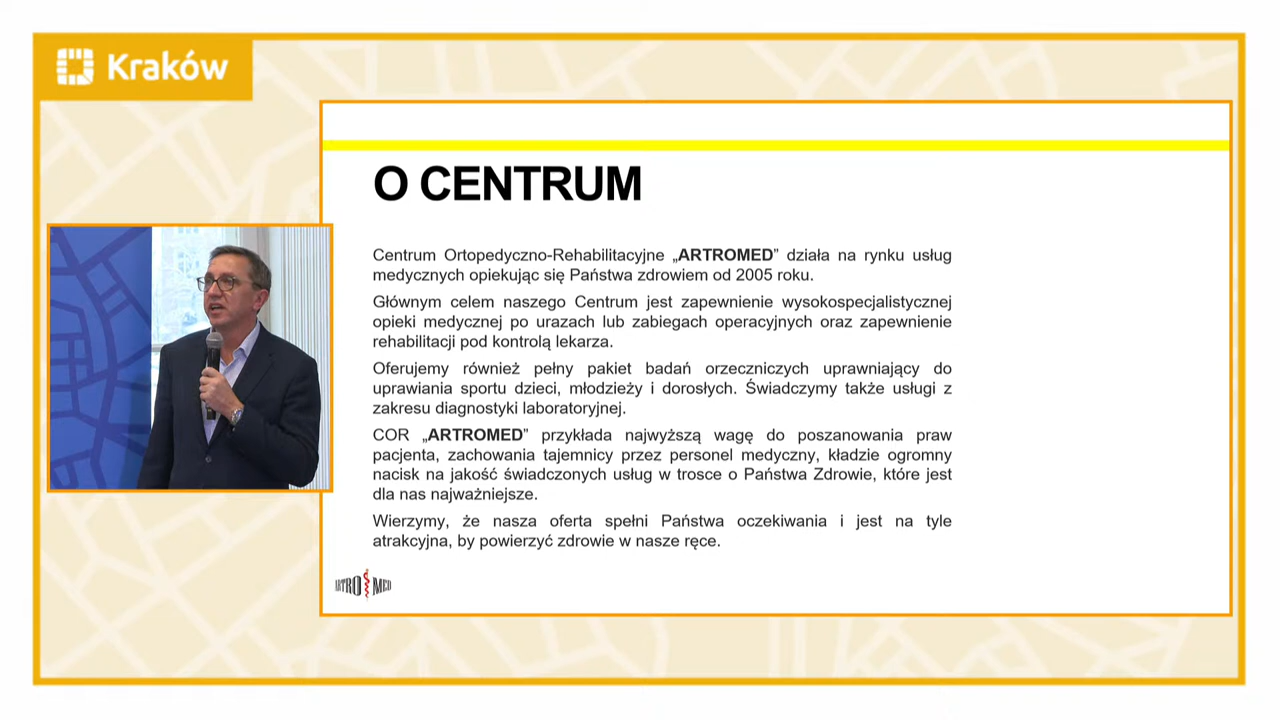 Kraków
O CENTRUM
Centrum Ortopedyczno-Rehabilitacyjne „ARTROMED” działa na rynku usług
medycznych opiekując się Państwa zdrowiem od 2005 roku.
Głównym celem naszego Centrum jest zapewnienie wysokospecjalistycznej
opieki medycznej po urazach lub zabiegach operacyjnych oraz zapewnienie
rehabilitacji pod kontrolą lekarza.
Oferujemy również pełny pakiet badań orzeczniczych uprawniający do
uprawiania sportu dzieci, młodzieży i dorosłych. Świadczymy także usługi z
zakresu diagnostyki laboratoryjnej.
COR „ARTROMED” przykłada najwyższą wagę do poszanowania praw
pacjenta, zachowania tajemnicy przez personel medyczny, kładzie ogromny
nacisk na jakość świadczonych usług w trosce o Państwa Zdrowie, które jest
dla nas najważniejsze.
Wierzymy, że nasza oferta spełni Państwa oczekiwania i jest na tyle
atrakcyjna, by powierzyć zdrowie w nasze ręce.
ARTRO MED